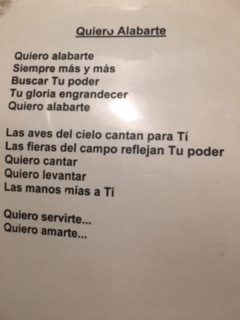 Quiero Alabarte
Quiero alabarte
Siempre más y más
Buscar Tu poder
Tu gloria engrandecer
Quiero alabarte
Las aves del cielo cantan para Tí
Las fieras del campo reflejan Tu poder
Quiero cantar
Quiero levantar
Las manos mías a Tí
Quiero servirte...
Quiero amarte...